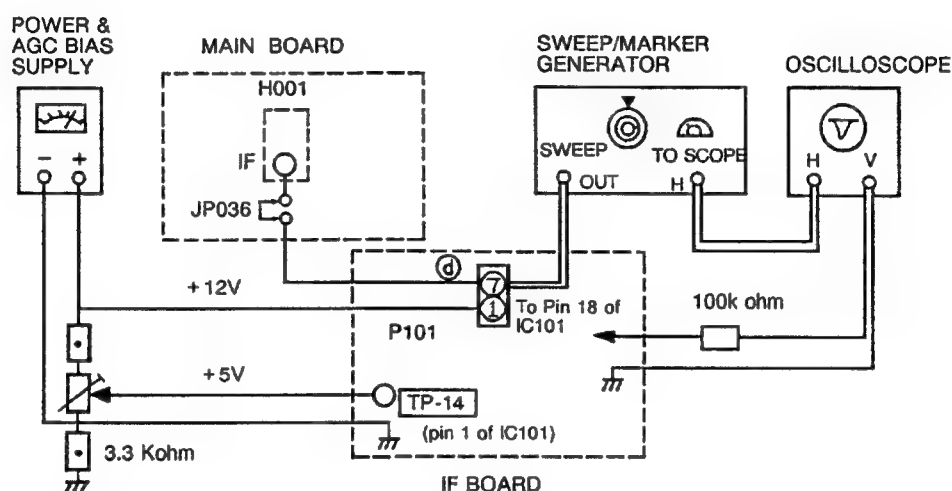 POWER &
AGC BIAS
SUPPLY
MAIN BOARD
SWEEP/MARKER
GENERATOR
OSCILLOSCOPE
H001
IF
JP036
- +
SWEEP
TO SCOPE
OUT
H
H V
+12V
d
7
1
To Pin 18 of
IC101
P101
100k ohm
+5V
TP-14
(pin 1 of IC101)
3.3 Kohm
IF BOARD